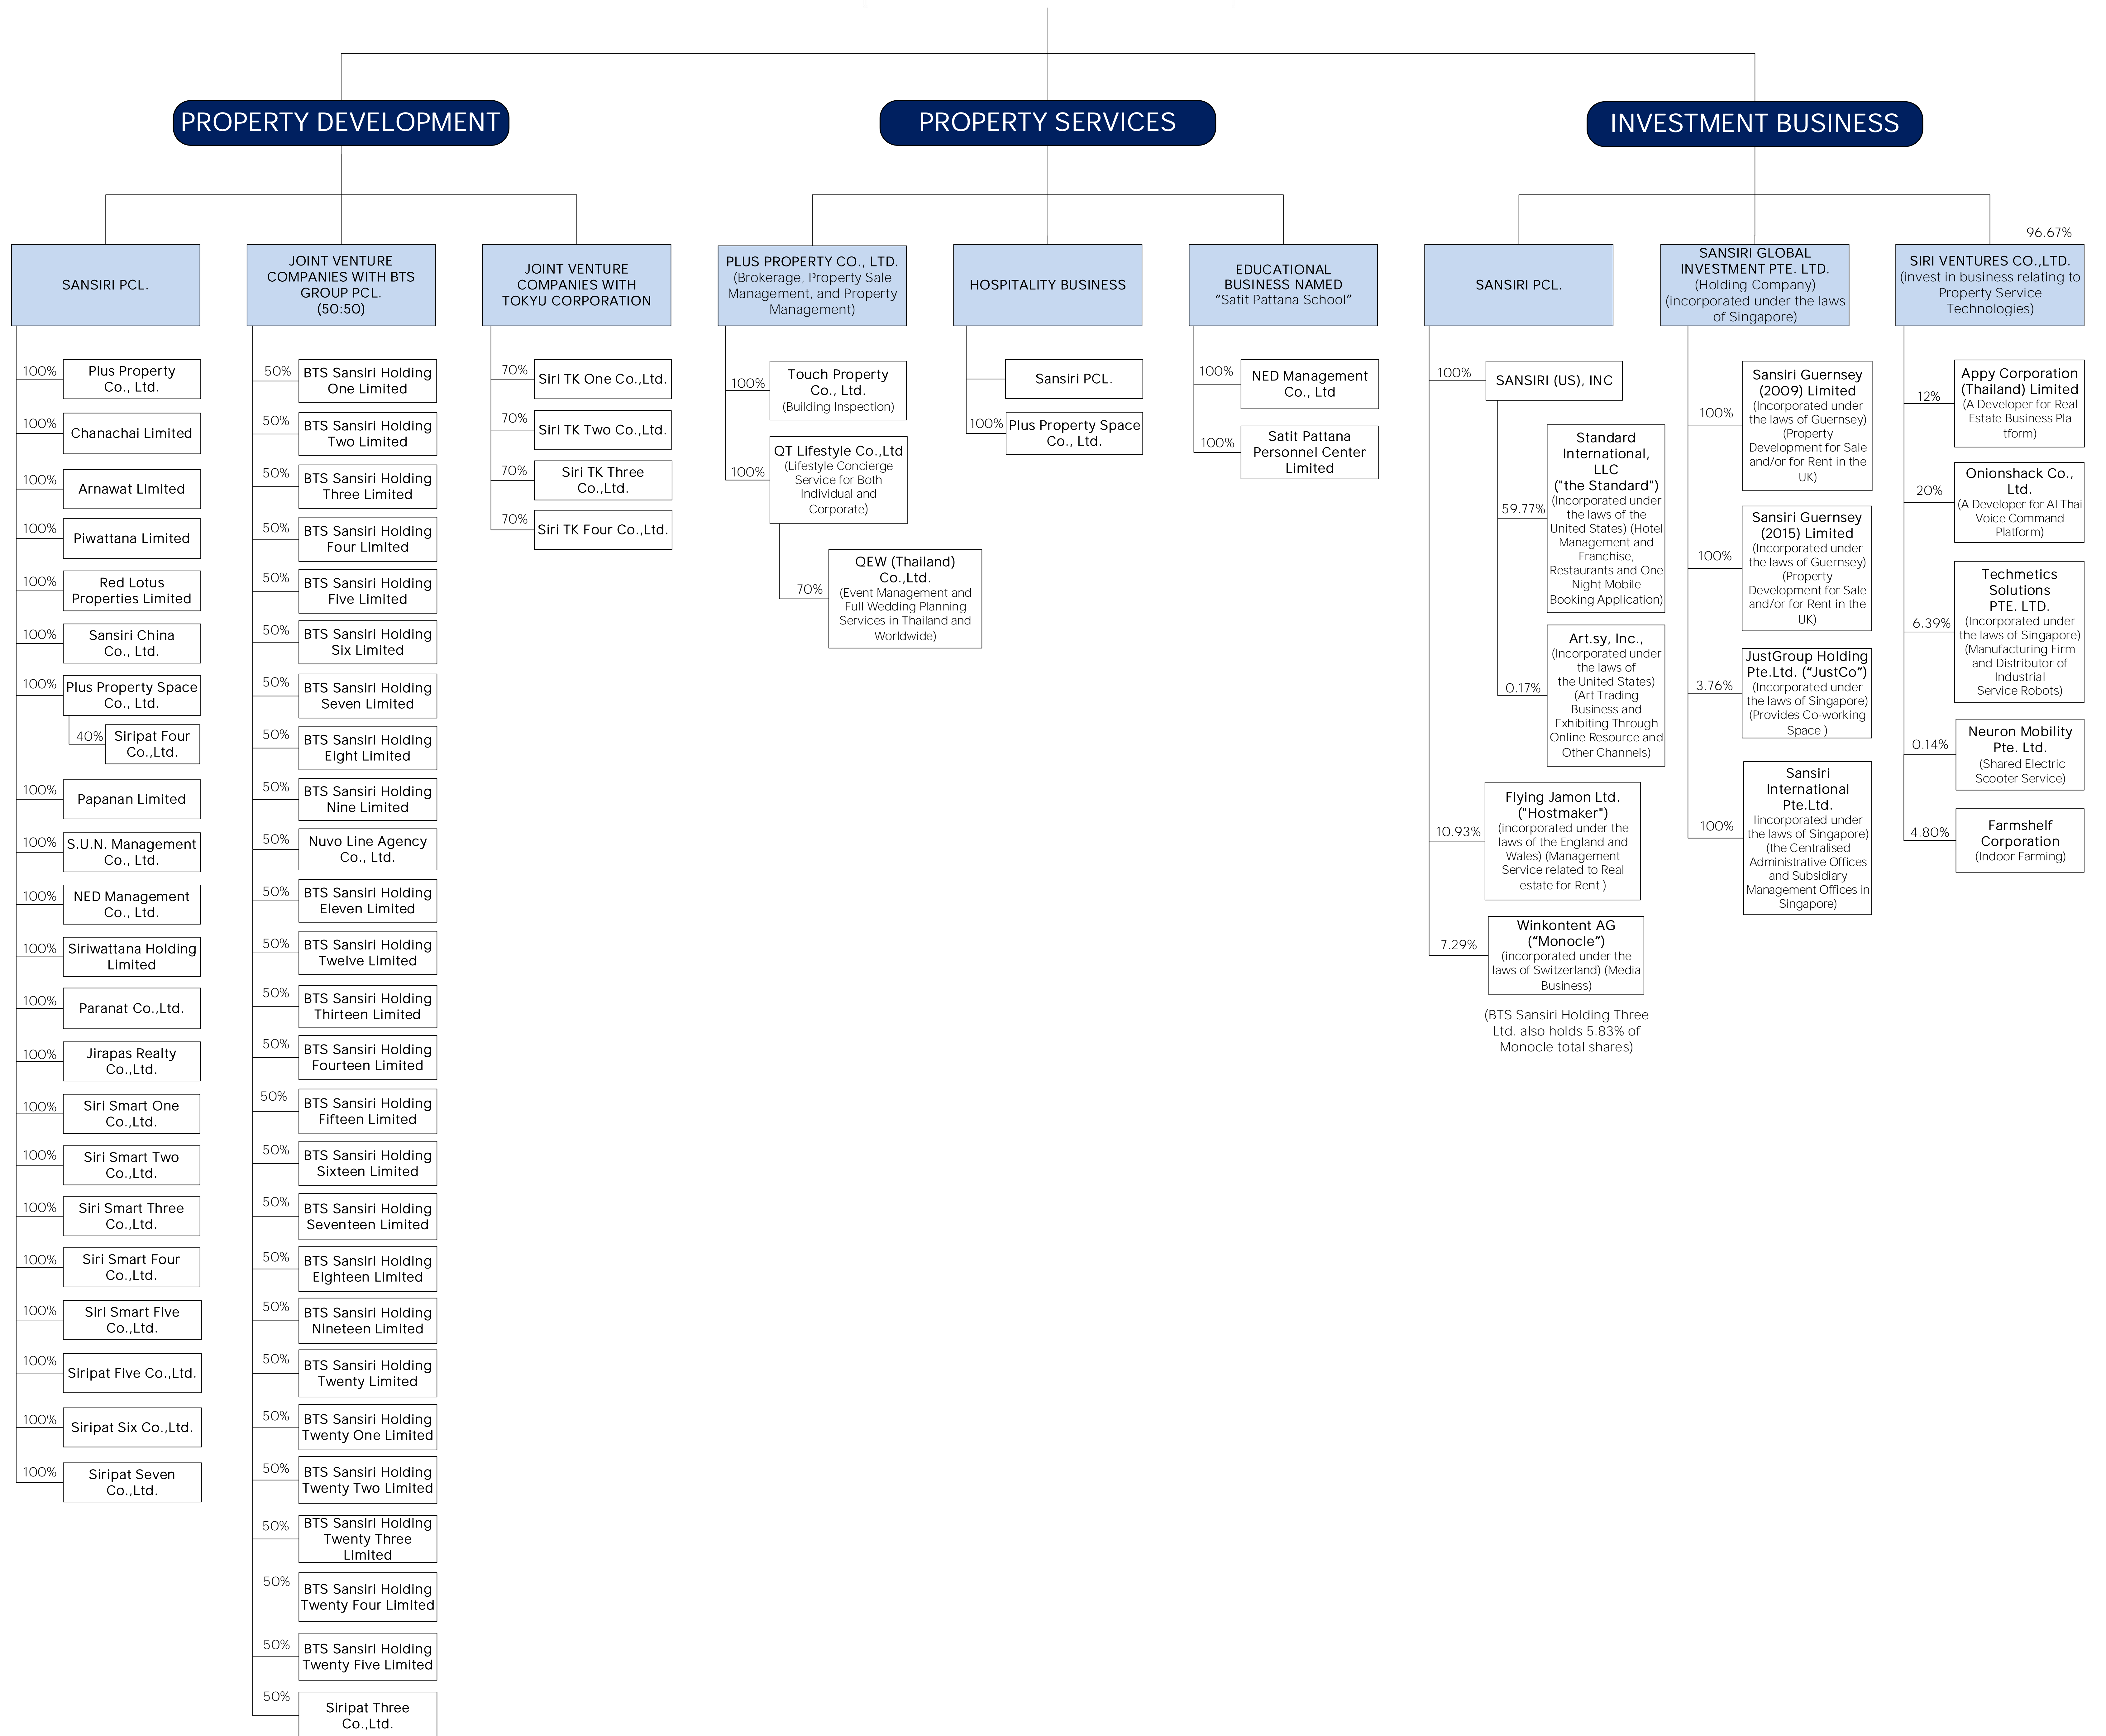 PROPERTY DEVELOPMENT
PROPERTY SERVICES
INVESTMENT BUSINESS
SANSIRI PCL.
100%
Plus Property
Co., Ltd.
100%
Chanachai Limited
100%
Arnawat Limited
100%
Piwattana Limited
100%
Red Lotus
Properties Limited
100%
Sansiri China
Co., Ltd.
100%
Plus Property Space
Co., Ltd.
40%
Siripat Four
Co.,Ltd.
100%
Papanan Limited
100%
S.U.N. Management
Co., Ltd.
100%
NED Management
Co., Ltd.
100%
Siriwattana Holding
Limited
100%
Paranat Co.,Ltd.
100%
Jirapas Realty
Co.,Ltd.
100%
Siri Smart One
Co.,Ltd.
100%
Siri Smart Two
Co.,Ltd.
100%
Siri Smart Three
Co.,Ltd.
100%
Siri Smart Four
Co.,Ltd.
100%
Siri Smart Five
Co.,Ltd.
100%
Siripat Five Co.,Ltd.
100%
Siripat Six Co.,Ltd.
100%
Siripat Seven
Co.,Ltd.
JOINT VENTURE
COMPANIES WITH BTS
GROUP PCL.
(50:50)
50%
BTS Sansiri Holding
One Limited
50%
BTS Sansiri Holding
Two Limited
50%
BTS Sansiri Holding
Three Limited
50%
BTS Sansiri Holding
Four Limited
50%
BTS Sansiri Holding
Five Limited
50%
BTS Sansiri Holding
Six Limited
50%
BTS Sansiri Holding
Seven Limited
50%
BTS Sansiri Holding
Eight Limited
50%
BTS Sansiri Holding
Nine Limited
50%
Nuvo Line Agency
Co., Ltd.
50%
BTS Sansiri Holding
Eleven Limited
50%
BTS Sansiri Holding
Twelve Limited
50%
BTS Sansiri Holding
Thirteen Limited
50%
BTS Sansiri Holding
Fourteen Limited
50%
BTS Sansiri Holding
Fifteen Limited
50%
BTS Sansiri Holding
Sixteen Limited
50%
BTS Sansiri Holding
Seventeen Limited
50%
BTS Sansiri Holding
Eighteen Limited
50%
BTS Sansiri Holding
Nineteen Limited
50%
BTS Sansiri Holding
Twenty Limited
50%
BTS Sansiri Holding
Twenty One Limited
50%
BTS Sansiri Holding
Twenty Two Limited
50%
BTS Sansiri Holding
Twenty Three
Limited
50%
BTS Sansiri Holding
Twenty Four Limited
50%
BTS Sansiri Holding
Twenty Five Limited
50%
Siripat Three
Co.,Ltd.
JOINT VENTURE
COMPANIES WITH
TOKYU CORPORATION
70%
Siri TK One Co.,Ltd.
70%
Siri TK Two Co.,Ltd.
70%
Siri TK Three
Co.,Ltd.
70%
Siri TK Four Co.,Ltd.
PLUS PROPERTY CO., LTD.
(Brokerage, Property Sale
Management, and Property
Management)
100%
Touch Property
Co., Ltd.
(Building Inspection)
100%
QT Lifestyle Co.,Ltd
(Lifestyle Concierge
Service for Both
Individual and
Corporate)
70%
QEW (Thailand)
Co.,Ltd.
(Event Management and
Full Wedding Planning
Services in Thailand and
Worldwide)
HOSPITALITY BUSINESS
Sansiri PCL.
100%
Plus Property Space
Co., Ltd.
EDUCATIONAL
BUSINESS NAMED
“Satit Pattana School”
100%
NED Management
Co., Ltd
100%
Satit Pattana
Personnel Center
Limited
SANSIRI PCL.
100%
SANSIRI (US), INC
59.77%
Standard
International,
LLC
("the Standard")
(Incorporated under
the laws of the
United States) (Hotel
Management and
Franchise,
Restaurants and One
Night Mobile
Booking Application)
0.17%
Art.sy, Inc.,
(Incorporated under
the laws of
the United States)
(Art Trading
Business and
Exhibiting Through
Online Resource and
Other Channels)
10.93%
Flying Jamon Ltd.
("Hostmaker")
(incorporated under the
laws of the England and
Wales) (Management
Service related to Real
estate for Rent )
7.29%
Winkontent AG
(“Monocle”)
(incorporated under the
laws of Switzerland) (Media
Business)
(BTS Sansiri Holding Three
Ltd. also holds 5.83% of
Monocle total shares)
SANSIRI GLOBAL
INVESTMENT PTE. LTD.
(Holding Company)
(incorporated under the laws
of Singapore)
100%
Sansiri Guernsey
(2009) Limited
(Incorporated under
the laws of Guernsey)
(Property
Development for Sale
and/or for Rent in the
UK)
100%
Sansiri Guernsey
(2015) Limited
(Incorporated under
the laws of Guernsey)
(Property
Development for Sale
and/or for Rent in the
UK)
3.76%
JustGroup Holding
Pte.Ltd. (“JustCo”)
(Incorporated under
the laws of Singapore)
(Provides Co-working
Space )
100%
Sansiri
International
Pte.Ltd.
Iincorporated under
the laws of Singapore)
(the Centralised
Administrative Offices
and Subsidiary
Management Offices in
Singapore)
96.67%
SIRI VENTURES CO.,LTD.
(invest in business relating to
Property Service
Technologies)
12%
Appy Corporation
(Thailand) Limited
(A Developer for Real
Estate Business Pla
tform)
20%
Onionshack Co.,
Ltd.
(A Developer for AI Thai
Voice Command
Platform)
6.39%
Techmetics
Solutions
PTE. LTD.
(Incorporated under
the laws of Singapore)
(Manufacturing Firm
and Distributor of
Industrial
Service Robots)
0.14%
Neuron Mobility
Pte. Ltd.
(Shared Electric
Scooter Service)
4.80%
Farmshelf
Corporation
(Indoor Farming)